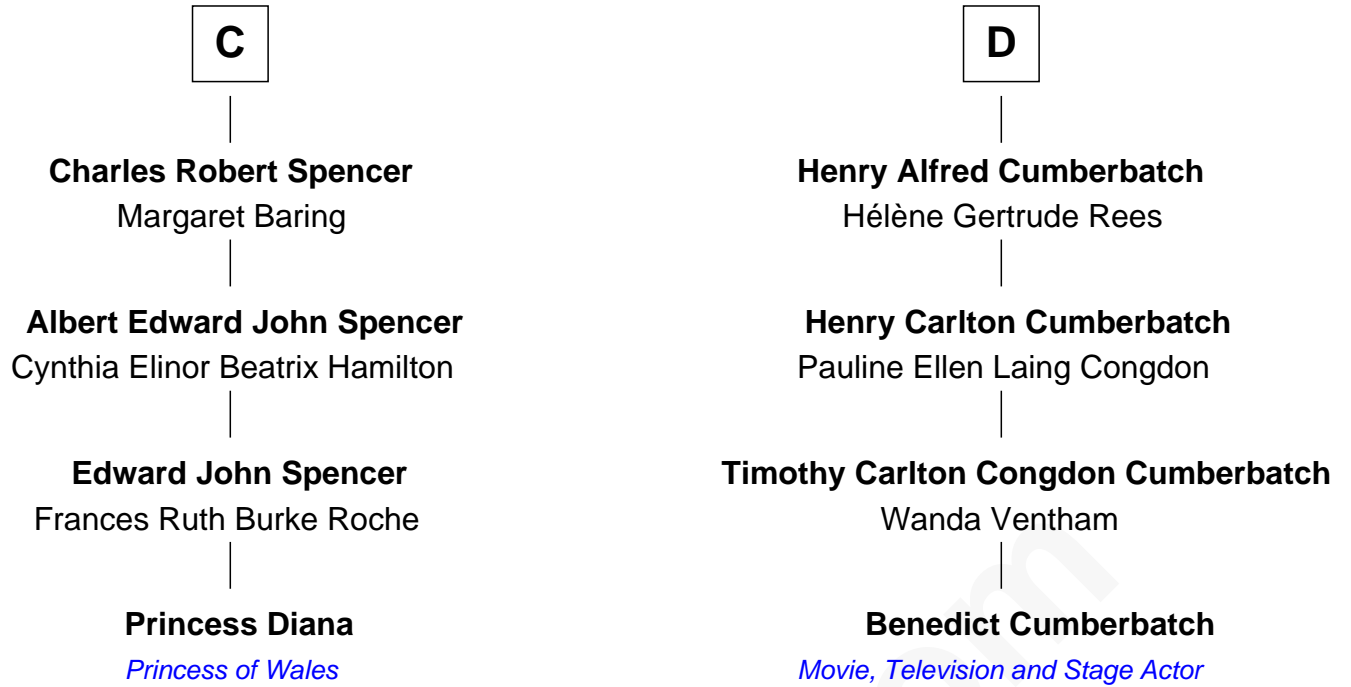 C
D
Charles Robert Spencer
Margaret Baring
Henry Alfred Cumberbatch
Hélène Gertrude Rees
Albert Edward John Spencer
Cynthia Elinor Beatrix Hamilton
Henry Carlton Cumberbatch
Pauline Ellen Laing Congdon
Edward John Spencer
Frances Ruth Burke Roche
Timothy Carlton Congdon Cumberbatch
Wanda Ventham
Princess Diana
Princess of Wales
Benedict Cumberbatch
Movie, Television and Stage Actor